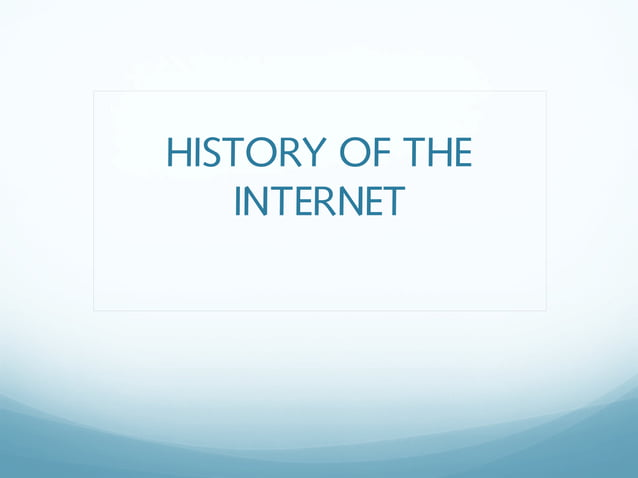 HISTORY OF THE
INTERNET